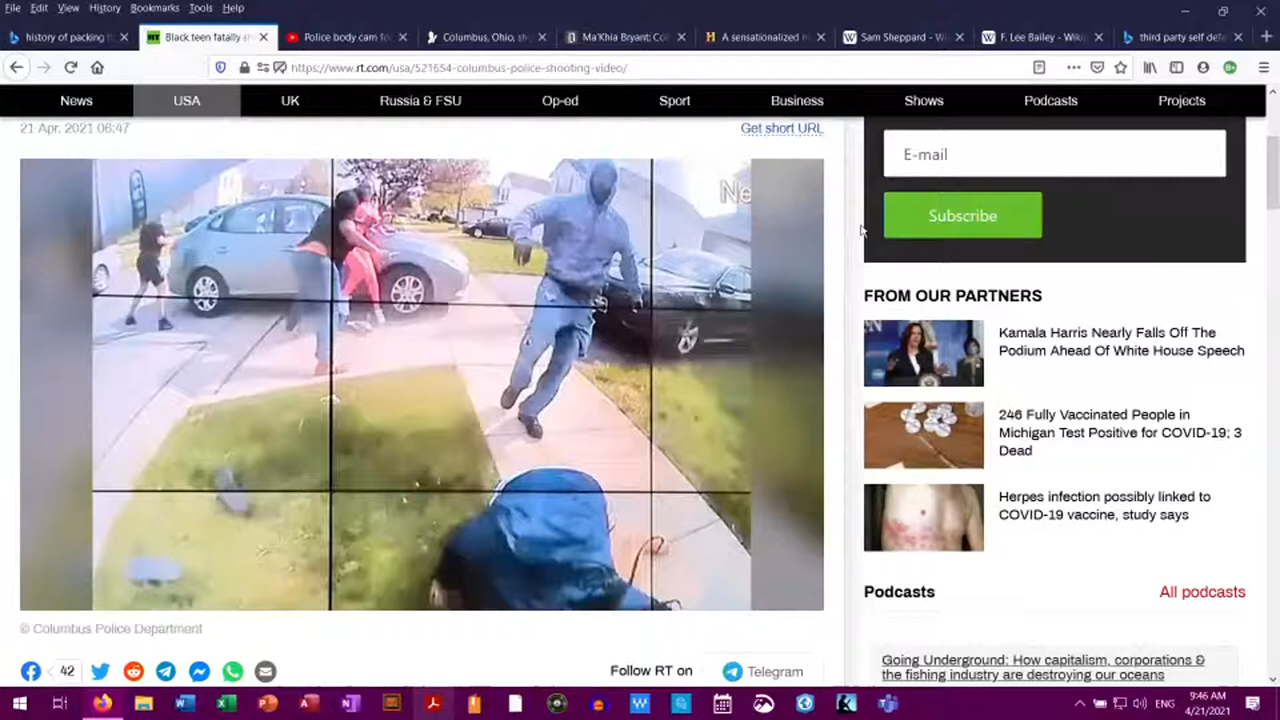 File Edit View History Bookmarks Tools Help
history of packing t
Black teen fatally sh
Police body cam fo
Columbus, Ohio, sh
Ma'Khia Bryant; Co
A sensationalized m
Sam Sheppard - W
F. Lee Bailey - Wikip
third party self defe
https://www.rt.com/usa/521654-columbus-police-shooting-video/
News USA UK Russia & FSU Op-ed Sport Business Shows Podcasts Projects
21 Apr. 2021 06:47
Get short URL
Ne
© Columbus Police Department
42
Follow RT on
Telegram
E-mail
Subscribe
FROM OUR PARTNERS
Kamala Harris Nearly Falls Off The
Podium Ahead Of White House Speech
246 Fully Vaccinated People in
Michigan Test Positive for COVID-19; 3
Dead
Herpes infection possibly linked to
COVID-19 vaccine, study says
Podcasts
All podcasts
Going Underground: How capitalism, corporations &
the fishing industry are destroying our oceans
ENG
9:46 AM
4/21/2021